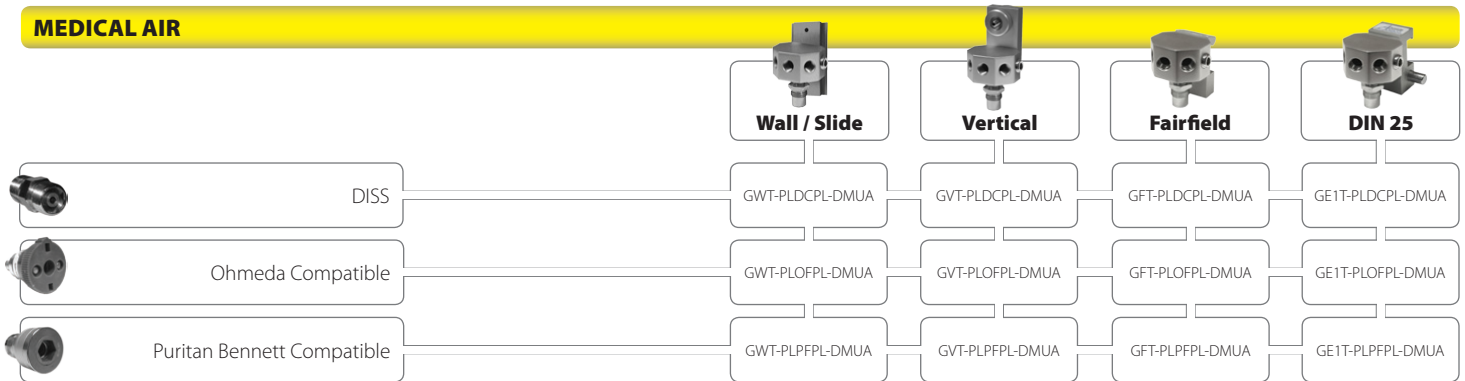 MEDICAL AIR
Wall / Slide
Vertical
Fairfield
DIN 25
DISS
GWT-PLDCPL-DMUA
GVT-PLDCPL-DMUA
GFT-PLDCPL-DMUA
GE1T-PLDCPL-DMUA
Ohmeda Compatible
GWT-PLOFPL-DMUA
GVT-PLOFPL-DMUA
GFT-PLOFPL-DMUA
GE1T-PLOFPL-DMUA
Puritan Bennett Compatible
GWT-PLPFPL-DMUA
GVT-PLPFPL-DMUA
GFT-PLPFPL-DMUA
GE1T-PLPFPL-DMUA